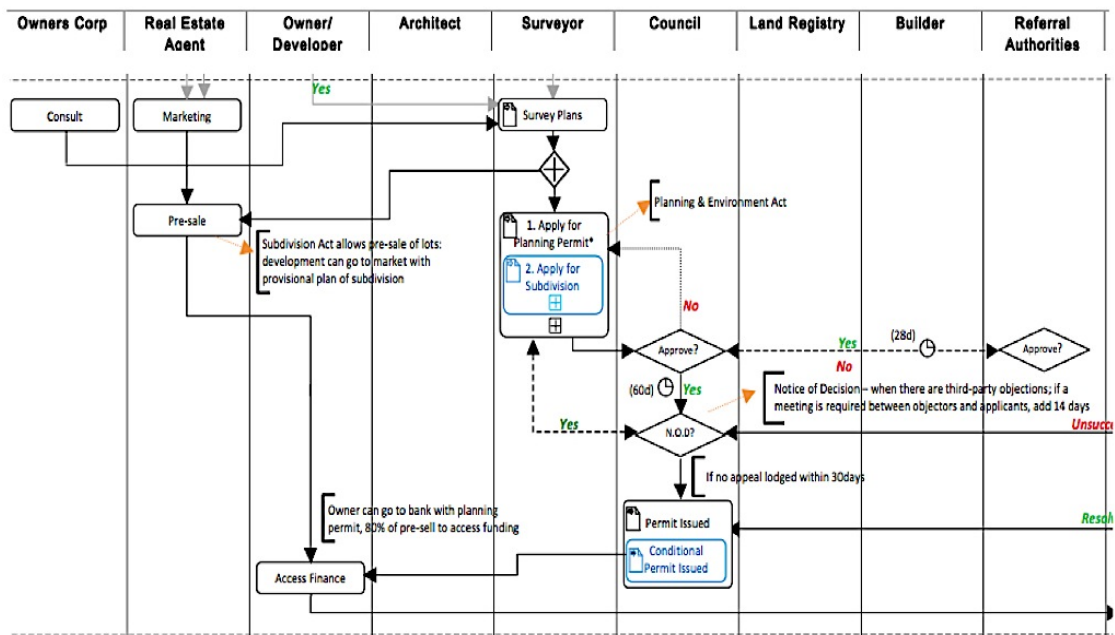 Owners Corp
Real Estate
Agent
Owner/
Developer
Architect
Surveyor
Council
Land Registry
Builder
Referral
Authorities
Yes
Consult
Marketing
Survey Plans
Pre-sale
Subdivision Act allows pre-sale of lots:
development can go to market with
provisional plan of subdivision
Planning & Environment Act
1. Apply for
Planning Permit*
2. Apply for
Subdivision
No
Approve?
Yes
(28d)
Approve?
No
(60d)
Yes
Notice of Decision – when there are third-party objections; if a
meeting is required between objectors and applicants, add 14 days
Yes
N.O.D?
Unsucce
If no appeal lodged within 30days
Owner can go to bank with planning
permit, 80% of pre-sell to access funding
Permit Issued
Resol
Conditional
Permit Issued
Access Finance